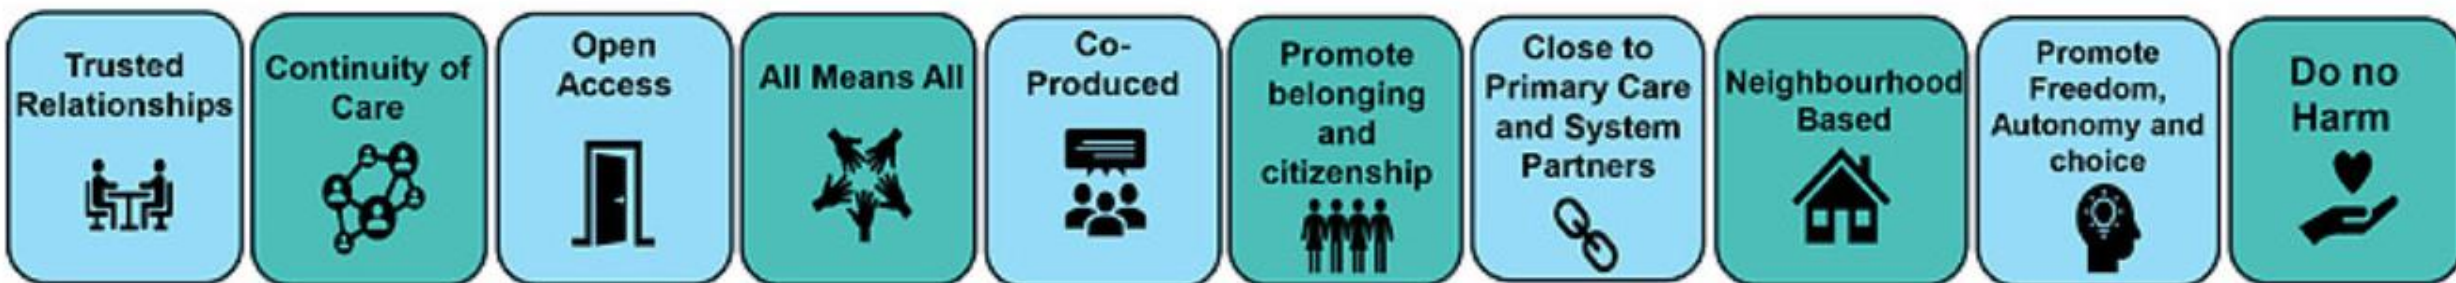 Trusted
Relationships
Continuity of
Care
Open
Access
All Means All
Co-
Produced
Promote
belonging
and
citizenship
Close to
Primary Care
and System
Partners
Neighbourhood
Based
Promote
Freedom,
Autonomy and
choice
Do no
Harm